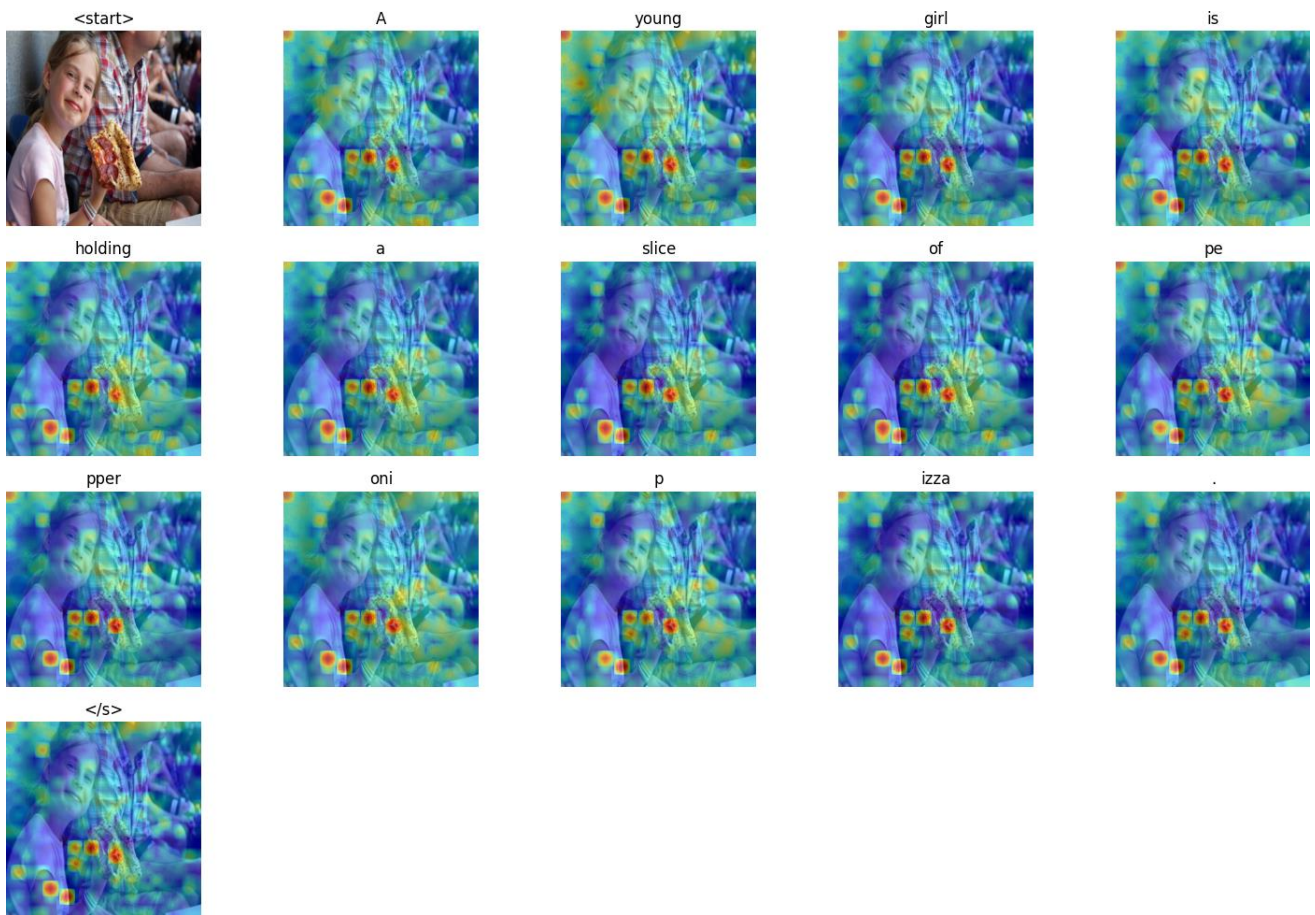 <start> A young girl is
holding a slice of pe
pper oni p izza .
</s>